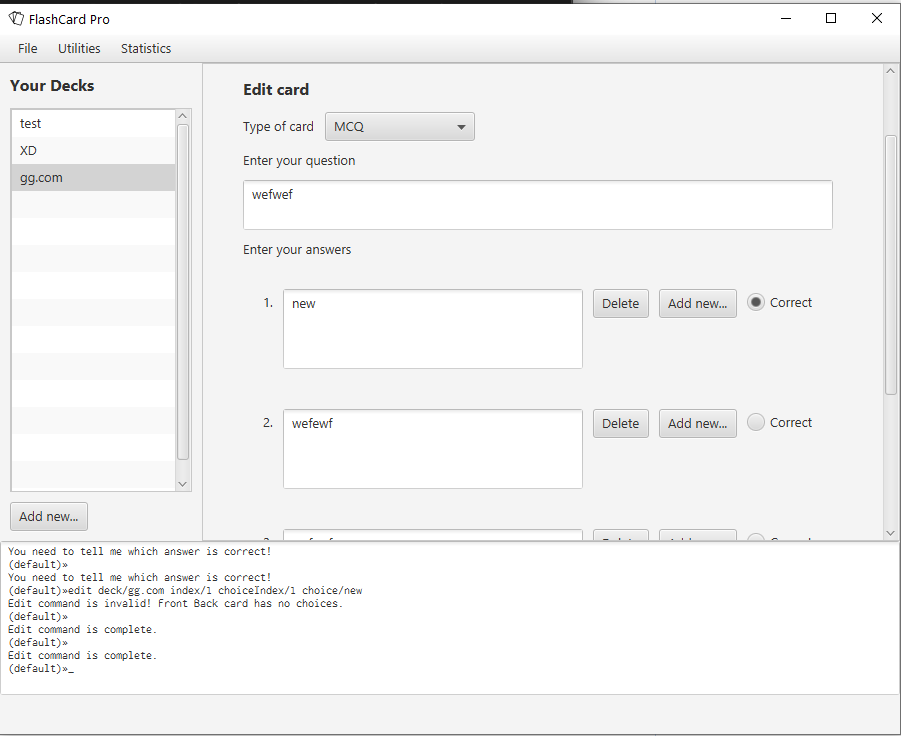 FlashCard Pro
File Utilities Statistics
Your Decks
test
XD
gg.com
Add new...
Edit card
Type of card MCQ
Enter your question
wefwef
Enter your answers
1. new Delete Add new... Correct
2. wefewf Delete Add new... Correct
You need to tell me which answer is correct!
(default)»
You need to tell me which answer is correct!
(default)»edit deck/gg.com index/1 choiceIndex/1 choice/new
Edit command is invalid! Front Back card has no choices.
(default)»
Edit command is complete.
(default)»
Edit command is complete.
(default)»_